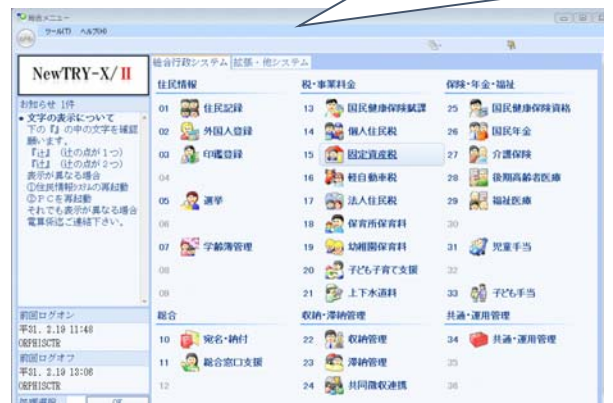 総合メニュー
ツール(T) ヘルプ(H)
総合行政システム 拡張・他システム
NewTRY-X/II
お知らせ 1件
● 文字の表示について
下の『』の中の文字を確認
願います。
『辻』 (辻の点が1つ)
『辻』 (辻の点が2つ)
表示が異なる場合
①住民情報システムの再起動
②PCを再起動
それでも表示が異なる場合
電算係迄ご連絡下さい。
前回ログオン
平31. 2.19 11:48
ORPHISCTR
前回ログオフ
平31. 2.19 13:06
ORPHISCTR
処理選択 OK
住民情報
01 住民記録
02 外国人登録
03 印鑑登録
04
05 選挙
06
07 学齢簿管理
08
09
総合
10 宛名・納付
11 総合窓口支援
12
税・事業料金
13 国民健康保険賦課
14 個人住民税
15 固定資産税
16 軽自動車税
17 法人住民税
18 保育所保育料
19 幼稚園保育料
20 子ども子育て支援
21 上下水道料
収納・滞納管理
22 収納管理
23 滞納管理
24 共同徴収連携
保険・年金・福祉
25 国民健康保険資格
26 国民年金
27 介護保険
28 後期高齢者医療
29 福祉医療
30
31 児童手当
32
33 子ども手当
共通・運用管理
34 共通・運用管理
35
36